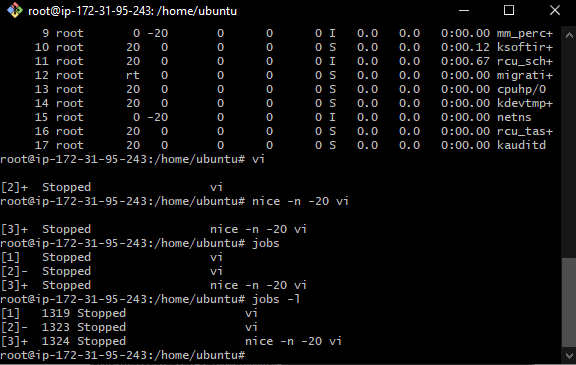 root@ip-172-31-95-243: /home/ubuntu
9 root 0 -20 0 0 0 I 0.0 0.0 0:00.00 mm_perc+
10 root 20 0 0 0 0 S 0.0 0.0 0:00.12 ksoftir+
11 root 20 0 0 0 0 I 0.0 0.0 0:00.67 rcu_sch+
12 root rt 0 0 0 0 S 0.0 0.0 0:00.00 migrati+
13 root 20 0 0 0 0 S 0.0 0.0 0:00.00 cpuhp/0
14 root 20 0 0 0 0 S 0.0 0.0 0:00.00 kdevtmp+
15 root 0 -20 0 0 0 I 0.0 0.0 0:00.00 netns
16 root 20 0 0 0 0 S 0.0 0.0 0:00.00 rcu_tas+
17 root 20 0 0 0 0 S 0.0 0.0 0:00.00 kauditd
root@ip-172-31-95-243:/home/ubuntu# vi
[2]+ Stopped vi
root@ip-172-31-95-243:/home/ubuntu# nice -n -20 vi
[3]+ Stopped nice -n -20 vi
root@ip-172-31-95-243:/home/ubuntu# jobs
[1] Stopped vi
[2]- Stopped vi
[3]+ Stopped nice -n -20 vi
root@ip-172-31-95-243:/home/ubuntu# jobs -l
[1] 1319 Stopped vi
[2]- 1323 Stopped vi
[3]+ 1324 Stopped nice -n -20 vi
root@ip-172-31-95-243:/home/ubuntu#